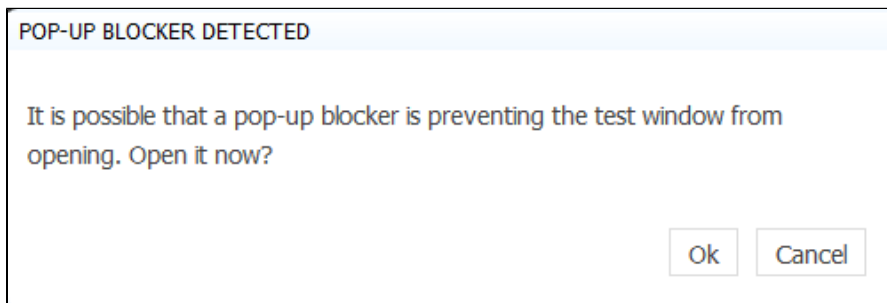 POP-UP BLOCKER DETECTED
It is possible that a pop-up blocker is preventing the test window from
opening. Open it now?
Ok Cancel